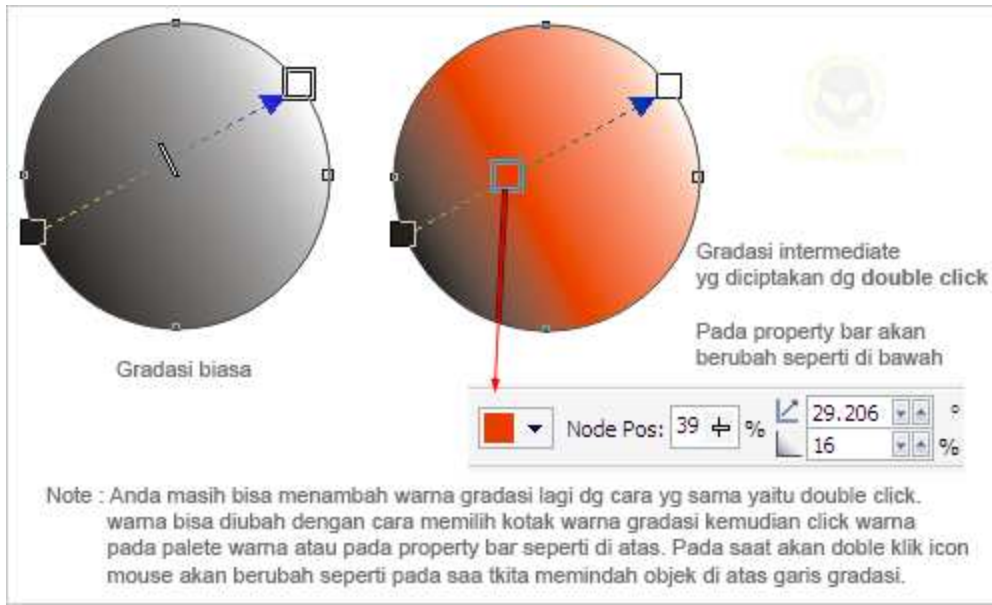 Gradasi intermediate
yg diciptakan dg double click
Pada property bar akan
berubah seperti di bawah
Gradasi biasa
Node Pos: 39 % 29.206 °
16 %
Note : Anda masih bisa menambah warna gradasi lagi dg cara yg sama yaitu double click.
warna bisa diubah dengan cara memilih kotak warna gradasi kemudian click warna
pada palete warna atau pada property bar seperti di atas. Pada saat akan doble klik icon
mouse akan berubah seperti pada saa tkita memindah objek di atas garis gradasi.